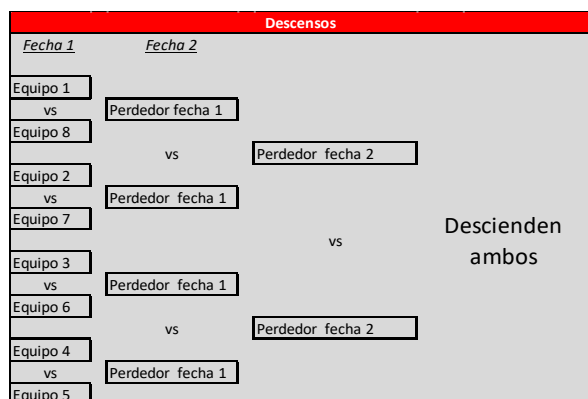 Descensos
Fecha 1 Fecha 2
Equipo 1
vs Perdedor fecha 1
Equipo 8
vs Perdedor fecha 2
Equipo 2
vs Perdedor fecha 1
Equipo 7
vs
Descienden
ambos
Equipo 3
vs Perdedor fecha 1
Equipo 6
vs Perdedor fecha 2
Equipo 4
vs Perdedor fecha 1
Equipo 5